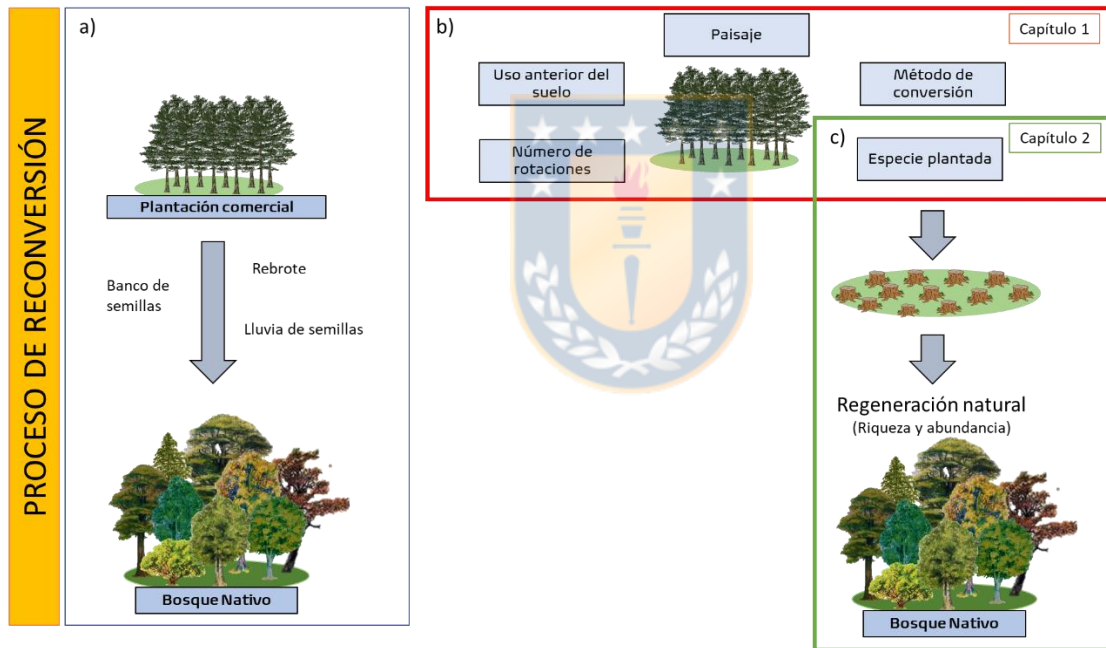 PROCESO DE RECONVERSIÓN
a)
Plantación comercial
Banco de
semillas
Rebrote
Lluvia de semillas
Bosque Nativo
b)
Capítulo 1
Paisaje
Uso anterior del
suelo
Método de
conversión
Número de
rotaciones
c)
Capítulo 2
Especie plantada
Regeneración natural
(Riqueza y abundancia)
Bosque Nativo